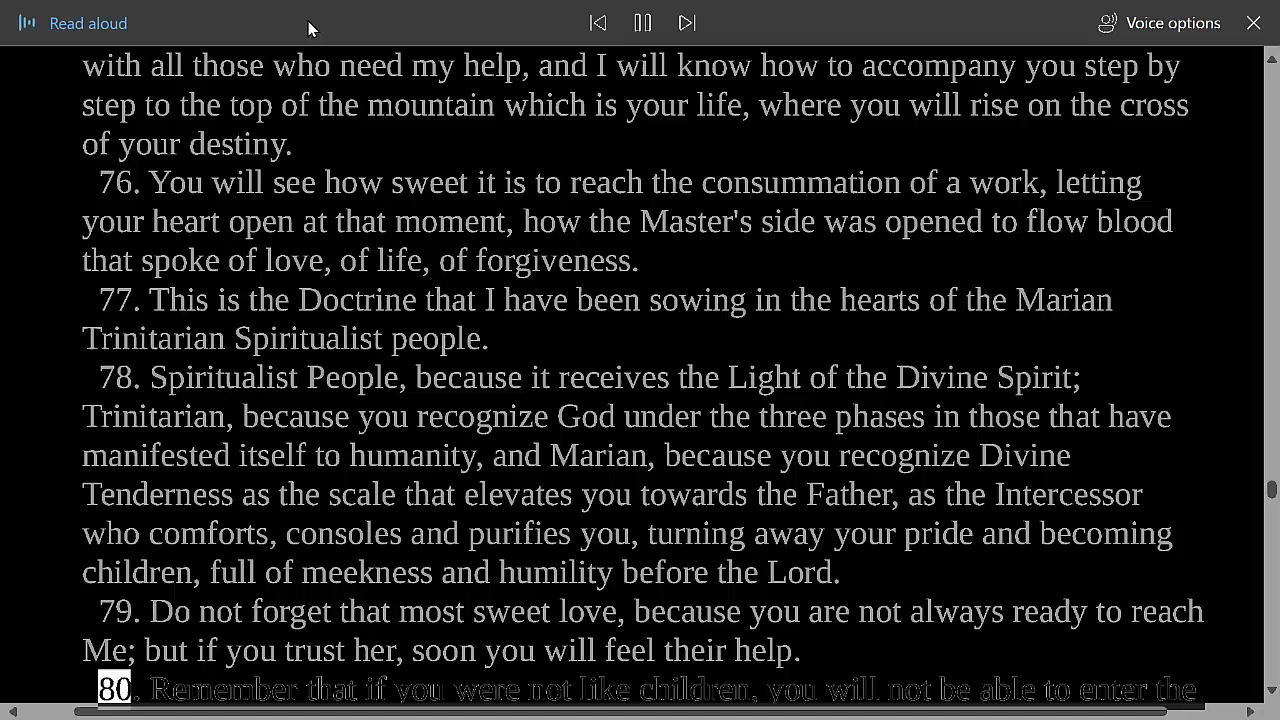 Read aloud
Voice options
with all those who need my help, and I will know how to accompany you step by
step to the top of the mountain which is your life, where you will rise on the cross
of your destiny.
76. You will see how sweet it is to reach the consummation of a work, letting
your heart open at that moment, how the Master's side was opened to flow blood
that spoke of love, of life, of forgiveness.
77. This is the Doctrine that I have been sowing in the hearts of the Marian
Trinitarian Spiritualist people.
78. Spiritualist People, because it receives the Light of the Divine Spirit;
Trinitarian, because you recognize God under the three phases in those that have
manifested itself to humanity, and Marian, because you recognize Divine
Tenderness as the scale that elevates you towards the Father, as the Intercessor
who comforts, consoles and purifies you, turning away your pride and becoming
children, full of meekness and humility before the Lord.
79. Do not forget that most sweet love, because you are not always ready to reach
Me; but if you trust her, soon you will feel their help.
80. Remember that if you were not like children, you will not be able to enter the